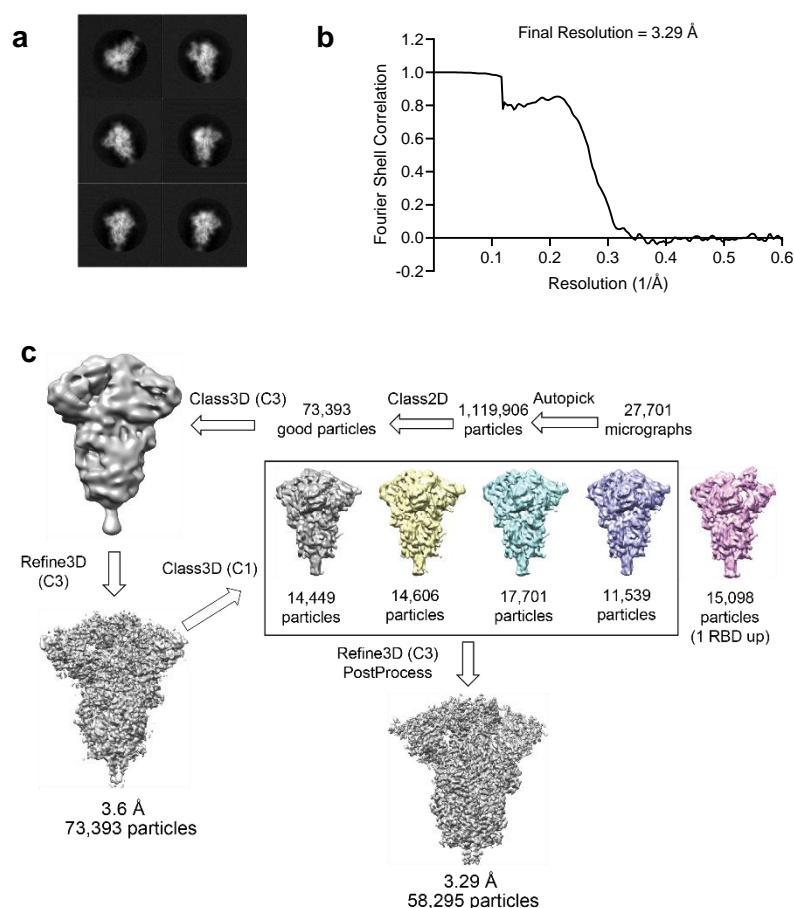 a
b
Final Resolution = 3.29 Å
Fourier Shell Correlation
1.2
1.0
0.8
0.6
0.4
0.2
0.0
-0.2
0.1
0.2
0.3
0.4
0.5
0.6
Resolution (1/Å)
c
Class3D (C3)
73,393
good particles
Class2D
1,119,906
particles
Autopick
27,701
micrographs
Refine3D
(C3)
Class3D (C1)
14,449
particles
14,606
particles
17,701
particles
11,539
particles
15,098
particles
(1 RBD up)
Refine3D (C3)
PostProcess
3.6 Å
73,393 particles
3.29 Å
58,295 particles